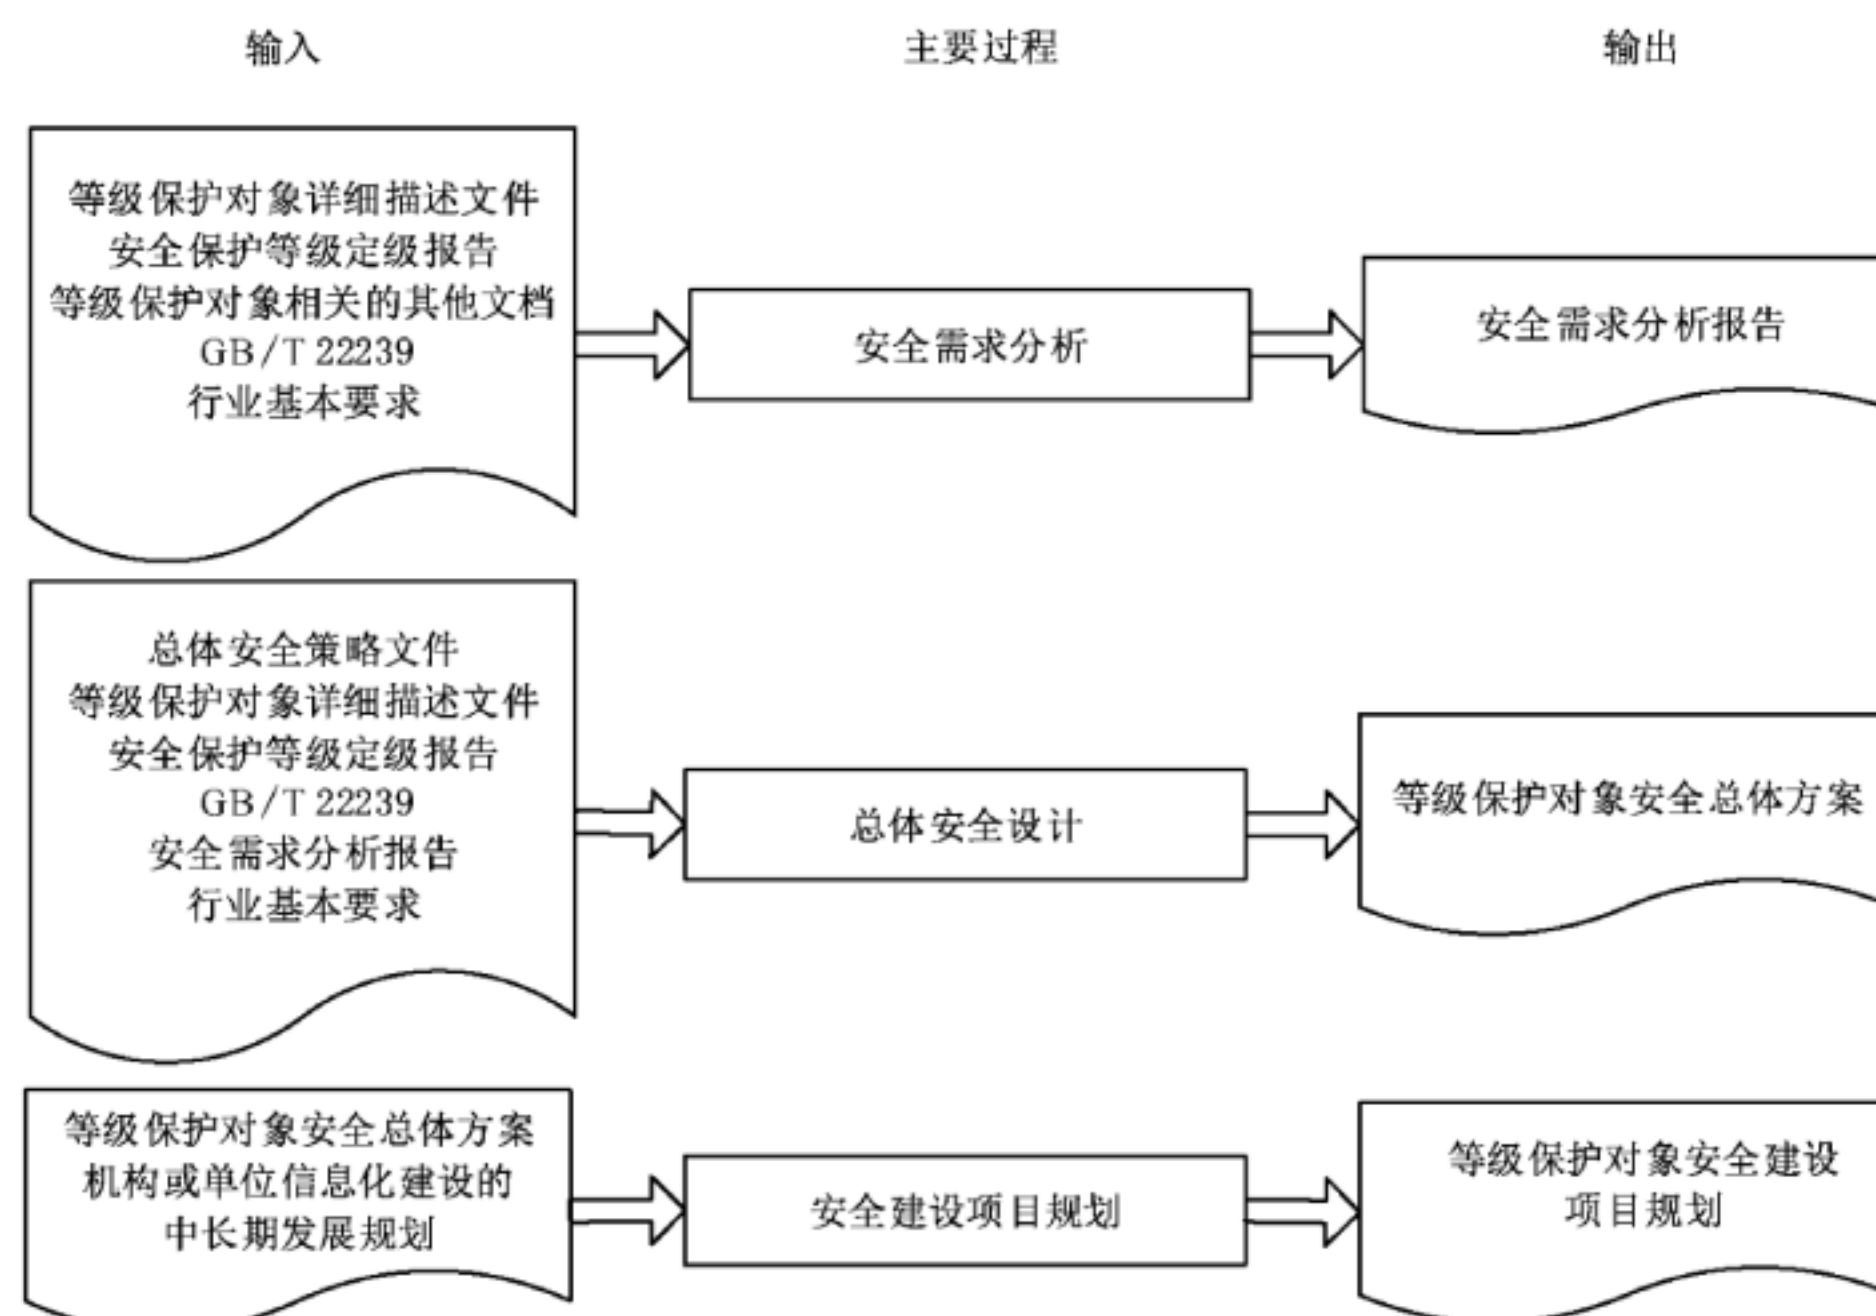 输入
主要过程
输出
等级保护对象详细描述文件
安全保护等级定级报告
等级保护对象相关的其他文档
GB/T 22239
行业基本要求
安全需求分析
安全需求分析报告
总体安全策略文件
等级保护对象详细描述文件
安全保护等级定级报告
GB/T 22239
安全需求分析报告
行业基本要求
总体安全设计
等级保护对象安全总体方案
等级保护对象安全总体方案
机构或单位信息化建设的
中长期发展规划
安全建设项目规划
等级保护对象安全建设
项目规划